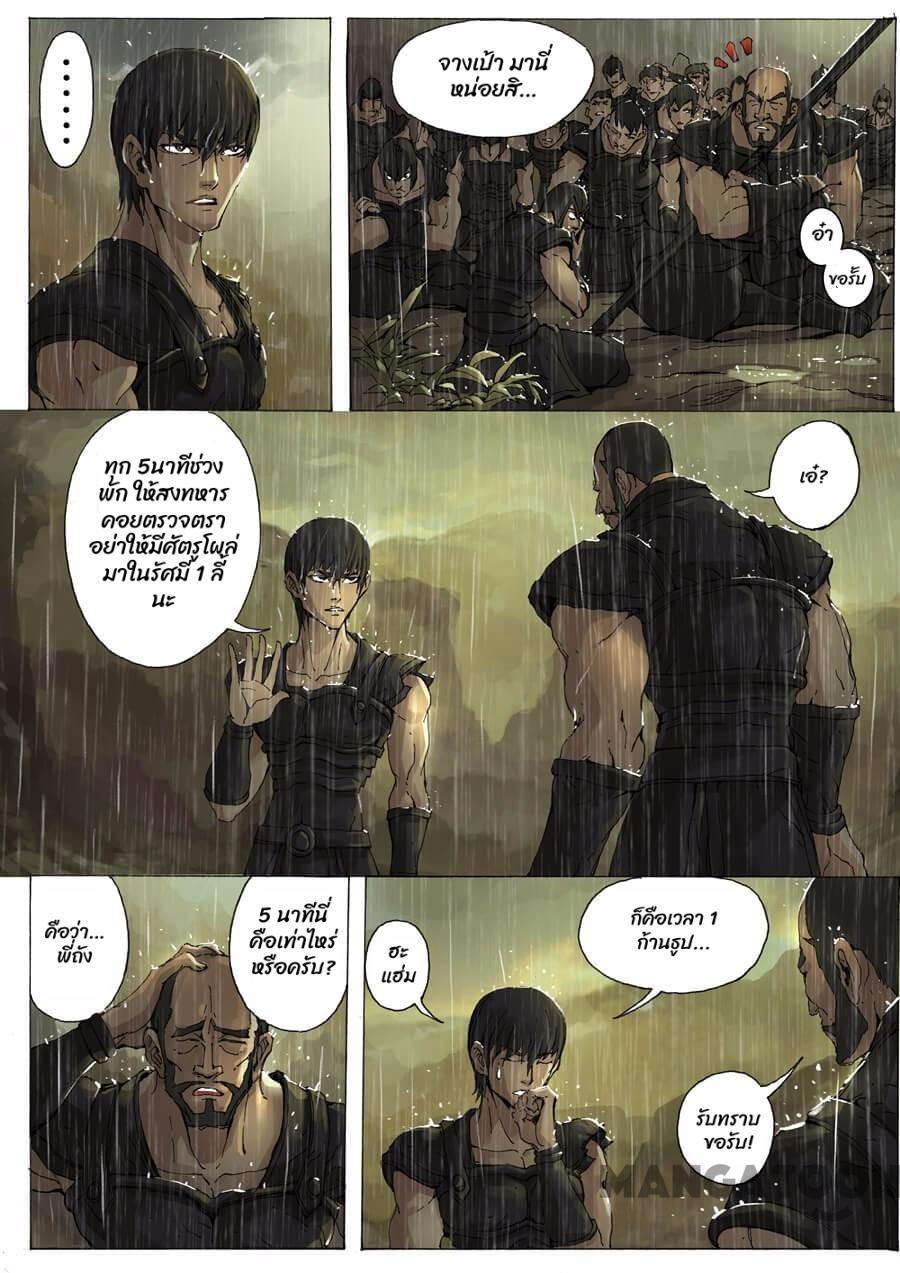 ......
จางเป้า มานี่
หน่อยสิ...
อ๋า
ขอรั๊บ
ทุก 5นาทีช่วง
พัก ให้สงทหาร
คอยตรวจตรา
อย่าให้มีศัตรูโผล่
มาในรัศมี 1 ลี้
นะ
เอ๋?
คือว่า...
พี่ถัง
5 นาทีนี่
คือเท่าไหร่
หรือครับ?
ฮะ
แฮ่ม
ก็คือเวลา 1
ก้านธูป...
รับทราบ
ขอรับ!
MANGATOON